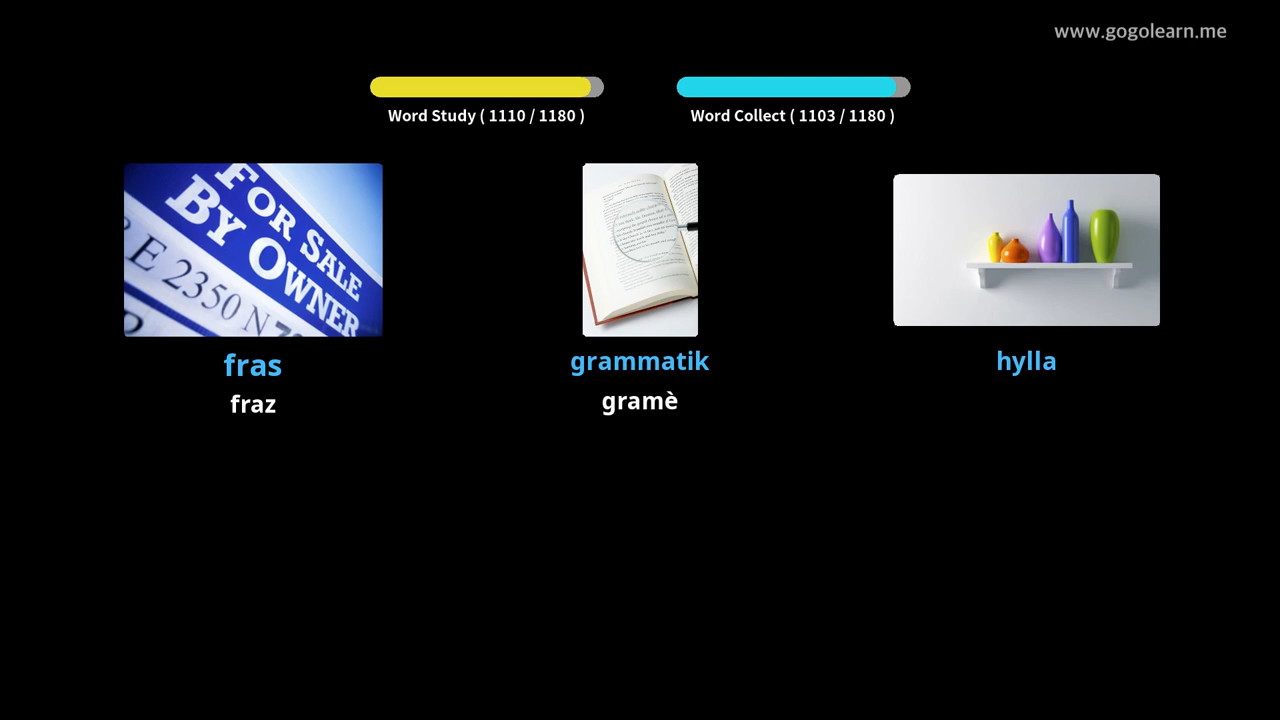 www.gogolearn.me
Word Study ( 1110 / 1180 )
Word Collect ( 1103 / 1180 )
FOR SALE
BY OWNER
E 2350 N
fras
fraz
grammatik
gramè
hylla